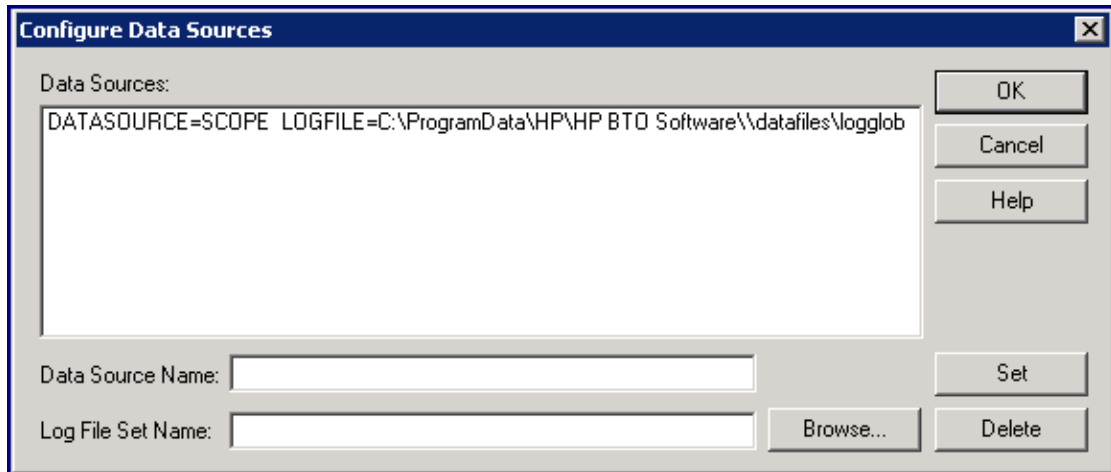 Configure Data Sources
Data Sources:
DATASOURCE=SCOPE LOGFILE=C:\ProgramData\HP\HP BTO Software\\datafiles\logglob
OK
Cancel
Help
Data Source Name:
Set
Log File Set Name:
Browse...
Delete